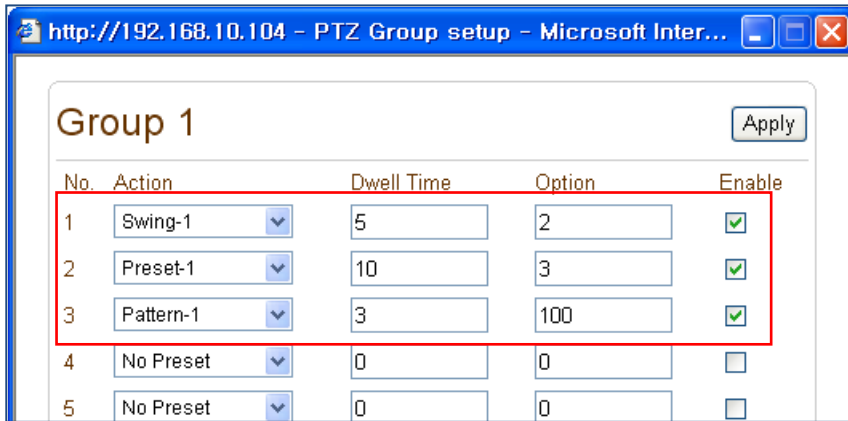 http://192.168.10.104 - PTZ Group setup - Microsoft Inter...
Group 1 Apply
No. Action Dwell Time Option Enable
1 Swing-1 5 2
2 Preset-1 10 3
3 Pattern-1 3 100
4 No Preset 0 0
5 No Preset 0 0